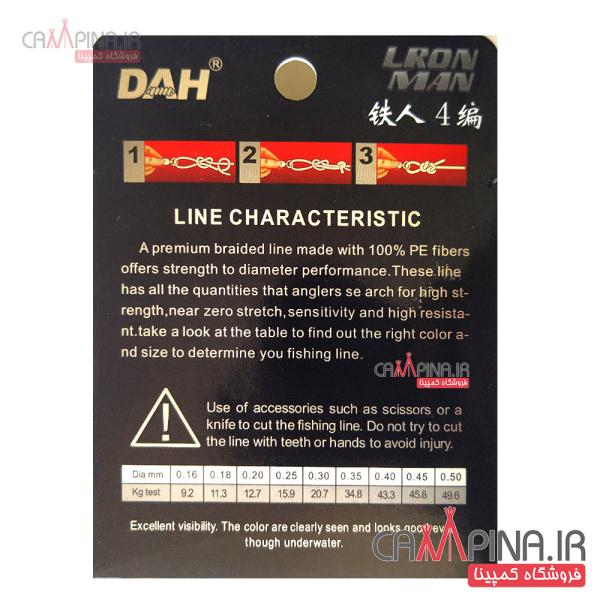 CAMPINA.IR
فروشگاه کمپینا
DAH®
LRON
MAN
铁人 4 编
1 2 3
LINE CHARACTERISTIC
A premium braided line made with 100% PE fibers
offers strength to diameter performance.These line
has all the quantities that anglers se arch for high st-
rength,near zero stretch,sensitivity and high resista-
nt.take a look at the table to find out the right color a-
nd size to determine you fishing line.
CAMPINA.IR
فروشگاه کمپینا
Use of accessories such as scissors or a
knife to cut the fishing line. Do not try to cut
the line with teeth or hands to avoid injury.
Dia mm 0.16 0.18 0.20 0.25 0.30 0.35 0.40 0.45 0.50
Kg test 9.2 11.3 12.7 15.9 20.7 34.8 43.3 45.8 49.6
Excellent visibility. The color are clearly seen and looks good
though underwater.
CAMPINA.IR
فروشگاه کمپینا